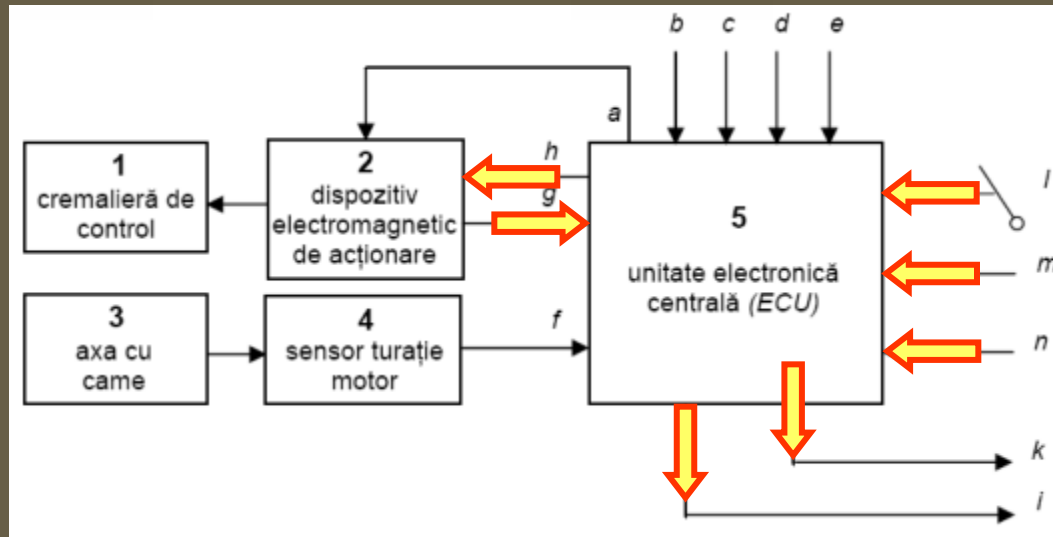 b c d e
a
1
cremalieră de
control
2
dispozitiv
electromagnetic
de acționare
h
g
5
unitate electronică
centrală (ECU)
l
m
n
3
axa cu
came
4
sensor turație
motor
f
k
i